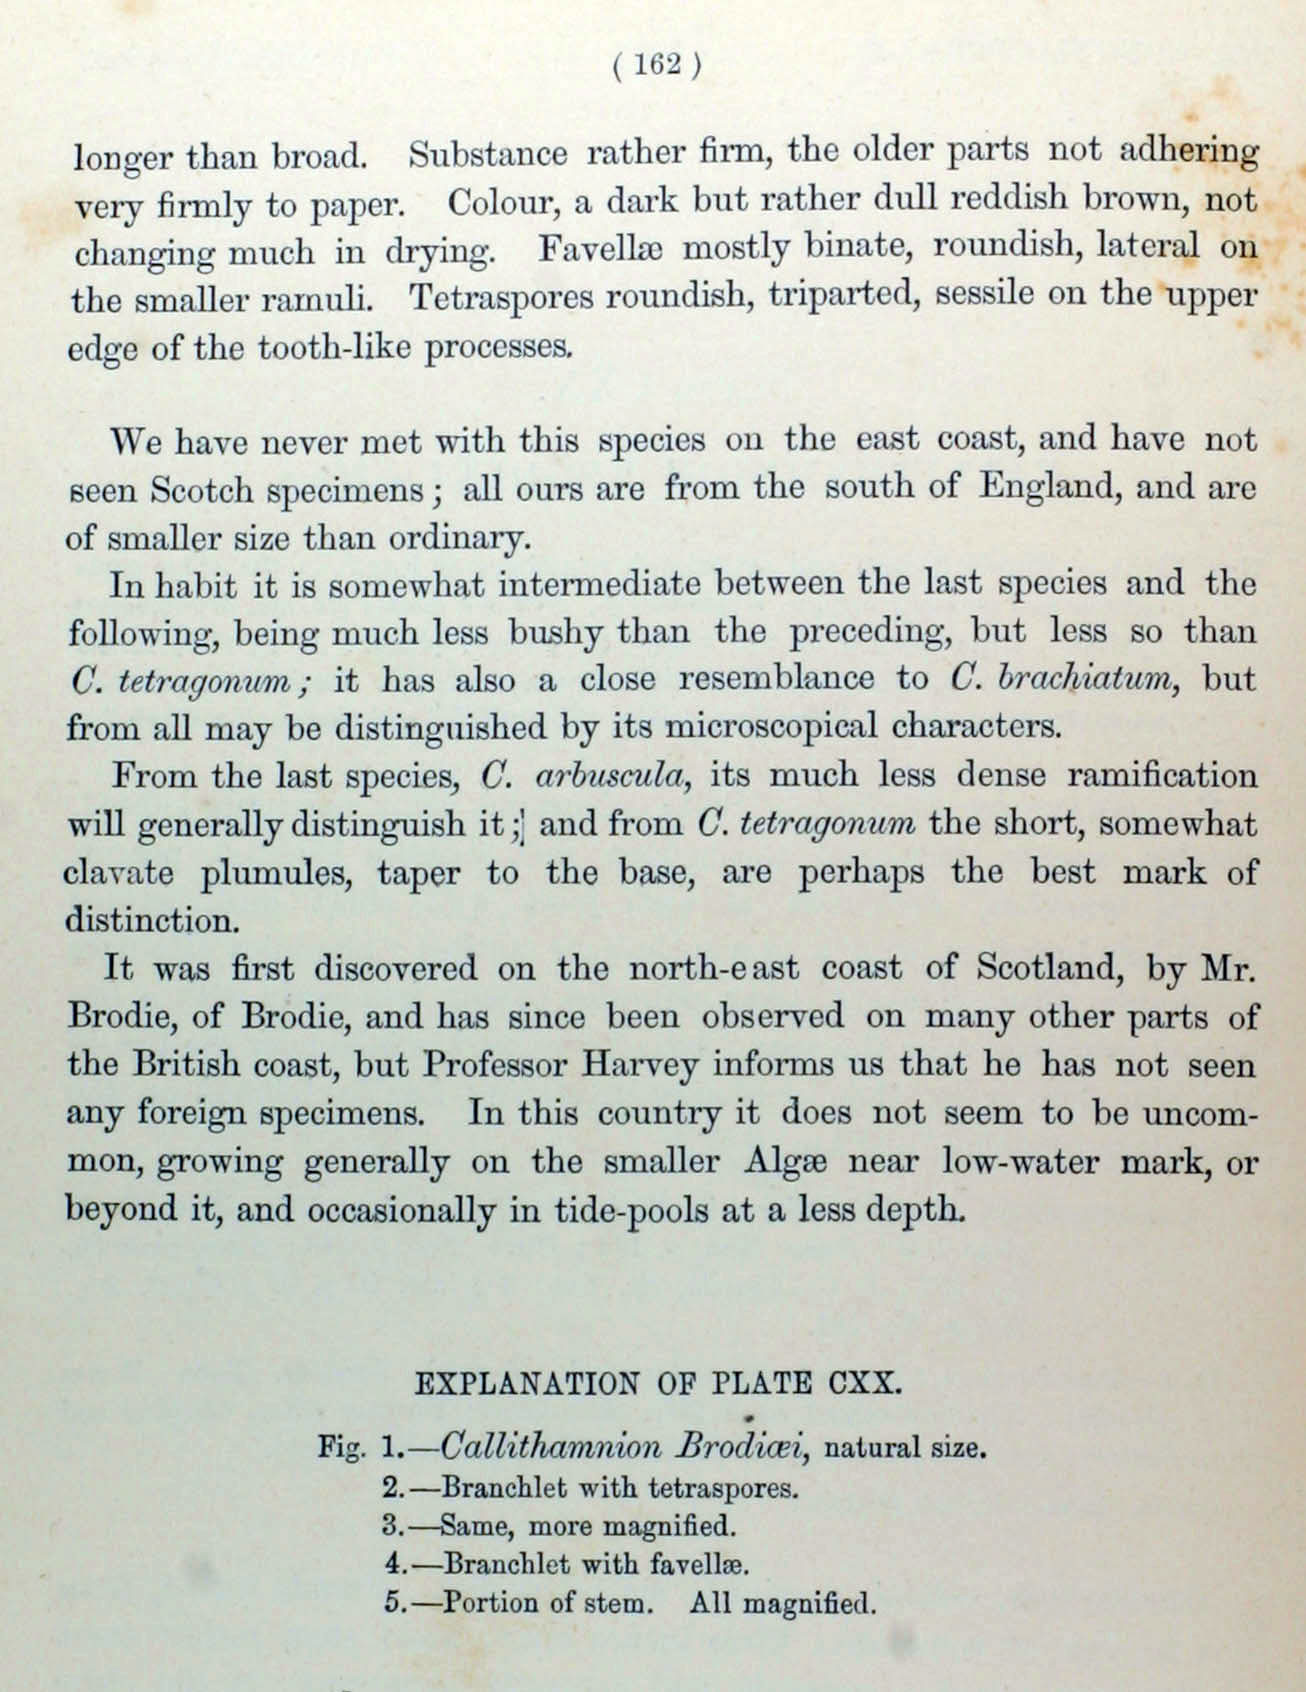 ( 162 )
longer than broad. Substance rather firm, the older parts not adhering
very firmly to paper. Colour, a dark but rather dull reddish brown, not
changing much in drying. Favellæ mostly binate, roundish, lateral on
the smaller ramuli. Tetraspores roundish, triparted, sessile on the upper
edge of the tooth-like processes.
We have never met with this species on the east coast, and have not
seen Scotch specimens; all ours are from the south of England, and are
of smaller size than ordinary.
In habit it is somewhat intermediate between the last species and the
following, being much less bushy than the preceding, but less so than
C. tetragonum; it has also a close resemblance to C. brachiatum, but
from all may be distinguished by its microscopical characters.
From the last species, C. arbuscula, its much less dense ramification
will generally distinguish it; and from C. tetragonum the short, somewhat
clavate plumules, taper to the base, are perhaps the best mark of
distinction.
It was first discovered on the north-east coast of Scotland, by Mr.
Brodie, of Brodie, and has since been observed on many other parts of
the British coast, but Professor Harvey informs us that he has not seen
any foreign specimens. In this country it does not seem to be uncom-
mon, growing generally on the smaller Algæ near low-water mark, or
beyond it, and occasionally in tide-pools at a less depth.
EXPLANATION OF PLATE CXX.
Fig. 1.—Callithamnion Brodiæi, natural size.
2.—Branchlet with tetraspores.
3.—Same, more magnified.
4.—Branchlet with favellæ.
5.—Portion of stem. All magnified.